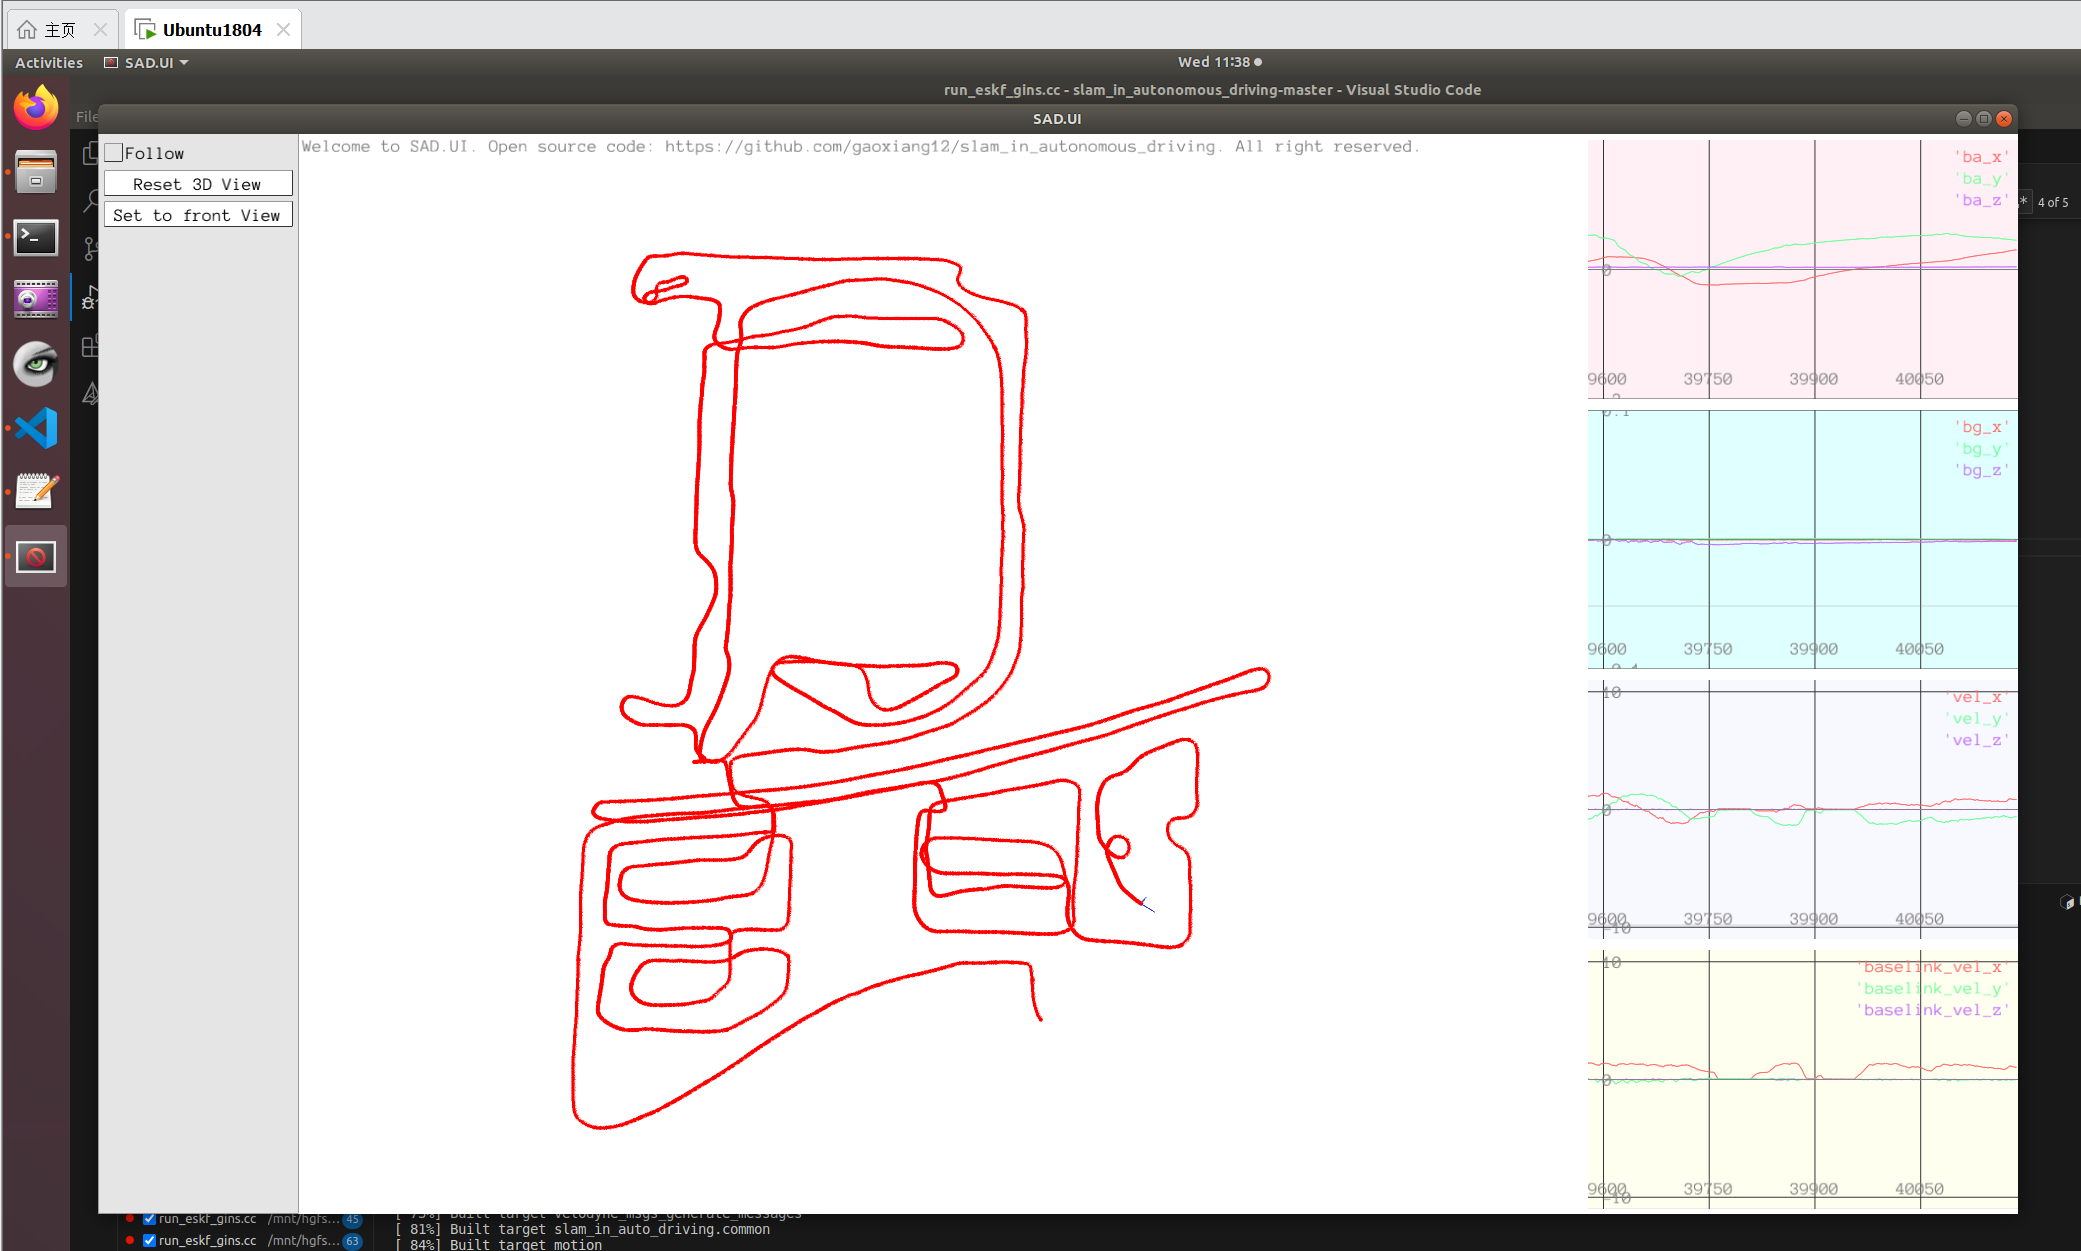 主页
Ubuntu1804
Activities
SAD.UI
Wed 11:38
run_eskf_gins.cc - slam_in_autonomous_driving-master - Visual Studio Code
File
SAD.UI
Follow
Reset 3D View
Set to front View
Welcome to SAD.UI. Open source code: https://github.com/gaoxiang12/slam_in_autonomous_driving. All right reserved.
'ba_x'
'ba_y'
'ba_z'
0
9600 39750 39900 40050
* 4 of 5
'bg_x'
'bg_y'
'bg_z'
0
9600 39750 39900 40050
10
'vel_x'
'vel_y'
'vel_z'
0
9600 39750 39900 40050
-10
10
'baselink_vel_x'
'baselink_vel_y'
'baselink_vel_z'
0
9600 39750 39900 40050
-10
run_eskf_gins.cc /mnt/hgfs... 45
[ 75%] Built target velodyne_msgs_generate_messages
[ 81%] Built target slam_in_auto_driving.common
run_eskf_gins.cc /mnt/hgfs... 63
[ 84%] Built target motion